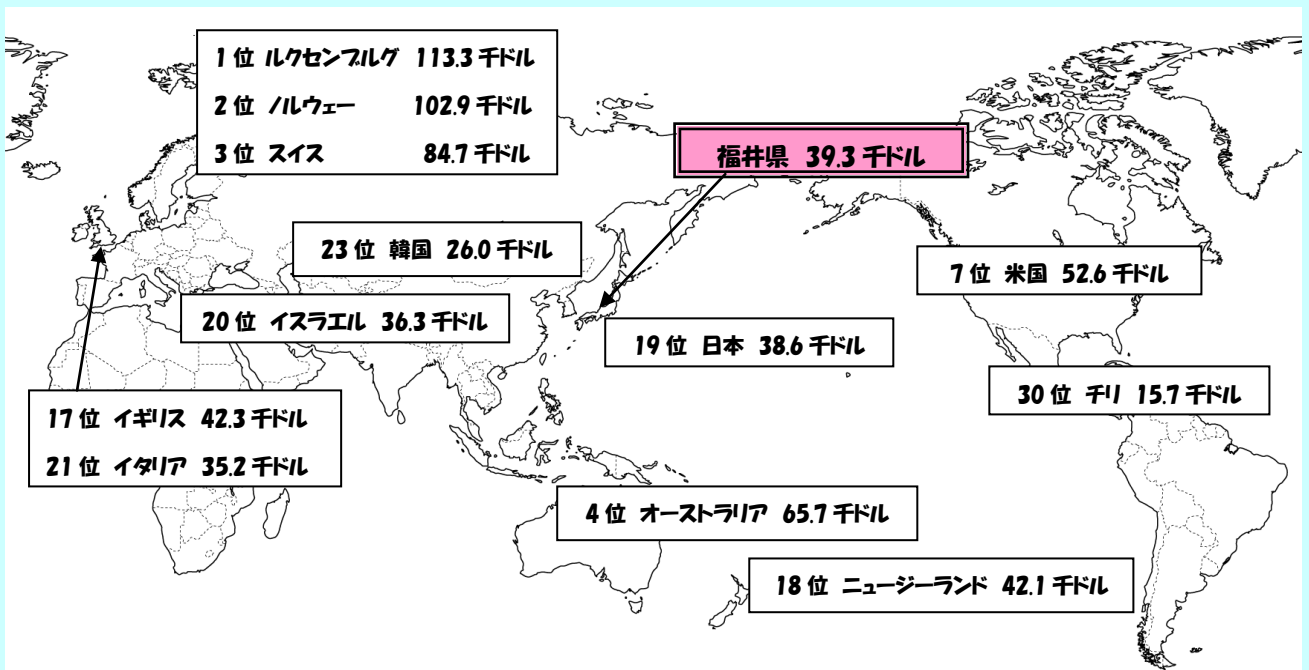 1位 ルクセンブルグ 113.3千ドル
2位 ノルウェー 102.9千ドル
3位 スイス 84.7千ドル
福井県 39.3千ドル
23位 韓国 26.0千ドル
7位 米国 52.6千ドル
20位 イスラエル 36.3千ドル
19位 日本 38.6千ドル
30位 チリ 15.7千ドル
17位 イギリス 42.3千ドル
21位 イタリア 35.2千ドル
4位 オーストラリア 65.7千ドル
18位 ニュージーランド 42.1千ドル